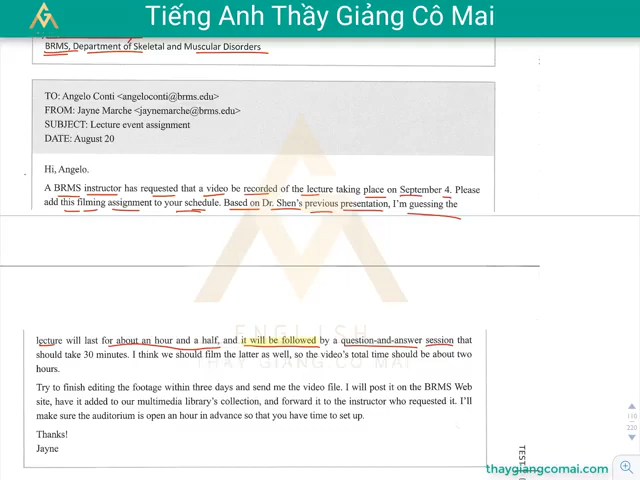 Tiếng Anh Thầy Giảng Cô Mai
BRMS, Department of Skeletal and Muscular Disorders
TO: Angelo Conti <angeloconti@brms.edu>
FROM: Jayne Marche <jaynemarche@brms.edu>
SUBJECT: Lecture event assignment
DATE: August 20
Hi, Angelo.
A BRMS instructor has requested that a video be recorded of the lecture taking place on September 4. Please
add this filming assignment to your schedule. Based on Dr. Shen's previous presentation, I'm guessing the
lecture will last for about an hour and a half, and it will be followed by a question-and-answer session that
should take 30 minutes. I think we should film the latter as well, so the video's total time should be about two
hours.
Try to finish editing the footage within three days and send me the video file. I will post it on the BRMS Web
site, have it added to our multimedia library's collection, and forward it to the instructor who requested it. I'll
make sure the auditorium is open an hour in advance so that you have time to set up.
Thanks!
Jayne
ENGLISH
THẦY GIẢNG CÔ MAI
110
220
TEST
thaygiangcomai.com